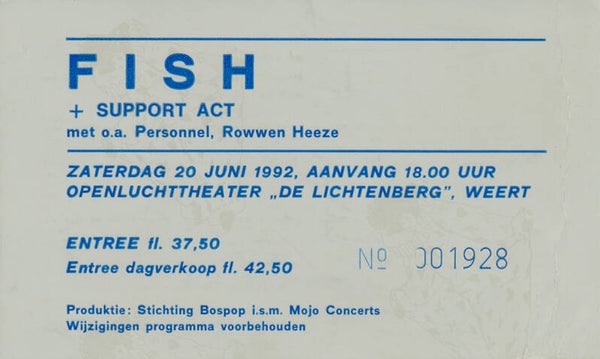 FISH
+ SUPPORT ACT
met o.a. Personnel, Rowwen Heeze
ZATERDAG 20 JUNI 1992, AANVANG 18.00 UUR
OPENLUCHTTHEATER „DE LICHTENBERG”, WEERT
ENTREE fl. 37,50
Entree dagverkoop fl. 42,50
Nº 001928
Produktie: Stichting Bospop i.s.m. Mojo Concerts
Wijzigingen programma voorbehouden